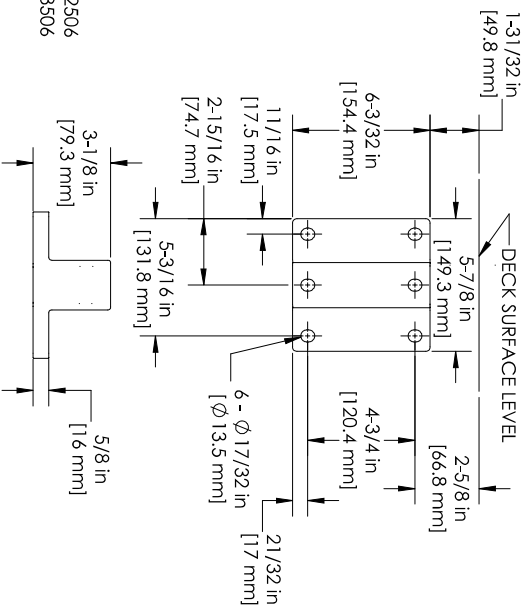 DECK SURFACE LEVEL
1-31/32 in
[49.8 mm]
6-3/32 in
[154.4 mm]
11/16 in
[17.5 mm]
2-15/16 in
[74.7 mm]
5-3/16 in
[131.8 mm]
5-7/8 in
[149.3 mm]
2-5/8 in
[66.8 mm]
4-3/4 in
[120.4 mm]
6 - Ø 17/32 in
[Ø 13.5 mm]
21/32 in
[17 mm]
3-1/8 in
[79.3 mm]
5/8 in
[16 mm]
2506
3506